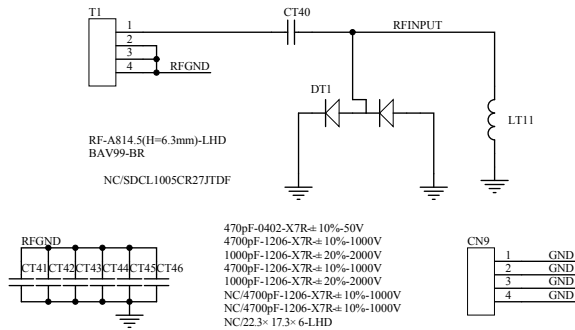 T1
CT40
RFINPUT
1
2
3
4
RFGND
DT1
LT11
RF-A814.5(H=6.3mm)-LHD
BAV99-BR
NC/SDCL1005CR27JTDF
470pF-0402-X7R-±10%-50V
4700pF-1206-X7R-±10%-1000V
1000pF-1206-X7R-±20%-2000V
4700pF-1206-X7R-±10%-1000V
1000pF-1206-X7R-±20%-2000V
NC/4700pF-1206-X7R-±10%-1000V
NC/4700pF-1206-X7R-±10%-1000V
NC/22.3×17.3×6-LHD
RFGND
CT41 CT42 CT43 CT44 CT45 CT46
CN9
1 GND
2 GND
3 GND
4 GND